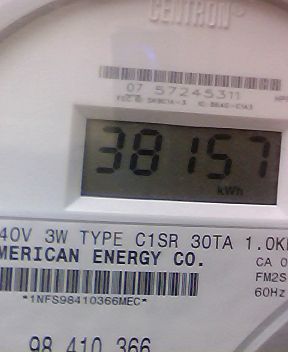 CENTRON®
07 57245311
38157
kWh
40V 3W TYPE C1SR 30TA 1.0K
MERICAN ENERGY CO.
CA 0
FM2S
60Hz
*1NFS98410366MEC*
98 410 366